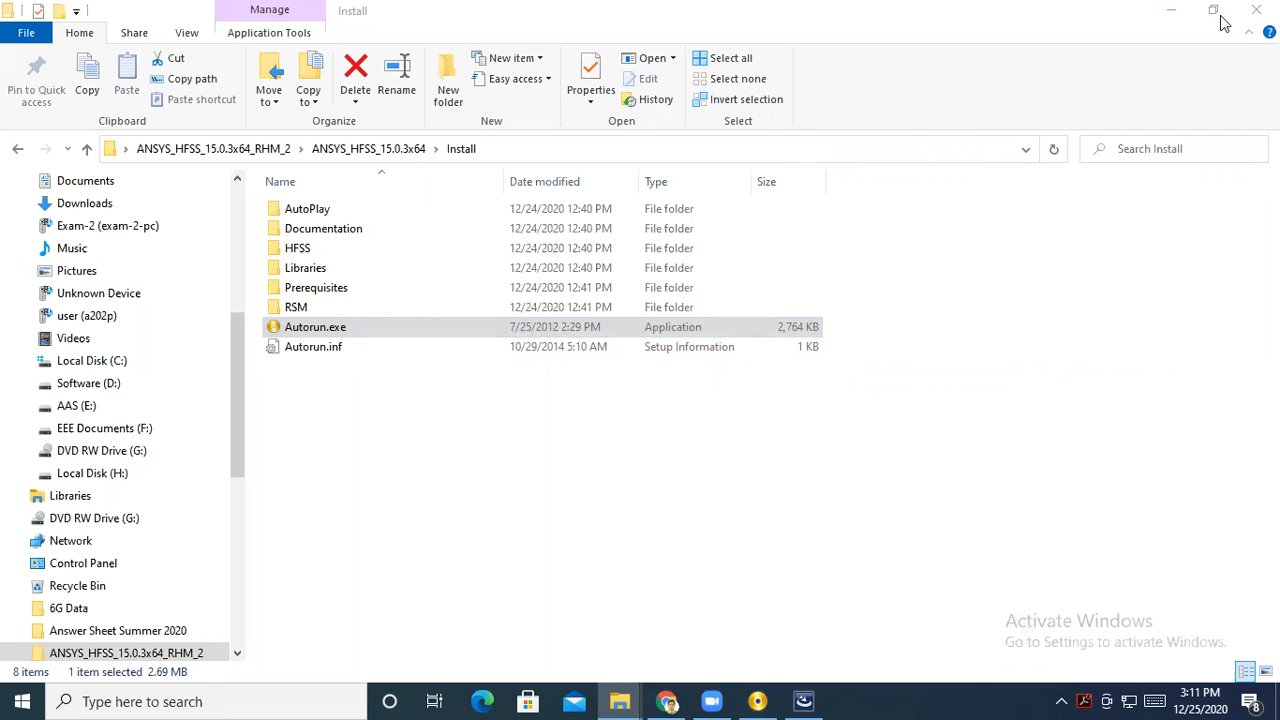 Manage
Install
File
Home
Share
View
Application Tools
Pin to Quick access
Copy
Paste
Cut
Copy path
Paste shortcut
Clipboard
Move to
Copy to
Delete
Rename
Organize
New folder
New item
Easy access
New
Properties
Open
Edit
History
Open
Select all
Select none
Invert selection
Select
ANSYS_HFSS_15.0.3x64_RHM_2 > ANSYS_HFSS_15.0.3x64 > Install
Search Install
Documents
Downloads
Exam-2 (exam-2-pc)
Music
Pictures
Unknown Device
user (a202p)
Videos
Local Disk (C:)
Software (D:)
AAS (E:)
EEE Documents (F:)
DVD RW Drive (G:)
Local Disk (H:)
Libraries
DVD RW Drive (G:)
Network
Control Panel
Recycle Bin
6G Data
Answer Sheet Summer 2020
ANSYS_HFSS_15.0.3x64_RHM_2
Name Date modified Type Size
AutoPlay 12/24/2020 12:40 PM File folder
Documentation 12/24/2020 12:40 PM File folder
HFSS 12/24/2020 12:40 PM File folder
Libraries 12/24/2020 12:40 PM File folder
Prerequisites 12/24/2020 12:41 PM File folder
RSM 12/24/2020 12:41 PM File folder
Autorun.exe 7/25/2012 2:29 PM Application 2,764 KB
Autorun.inf 10/29/2014 5:10 AM Setup Information 1 KB
Activate Windows
Go to Settings to activate Windows.
8 items 1 item selected 2.69 MB
Type here to search
3:11 PM
12/25/2020
8